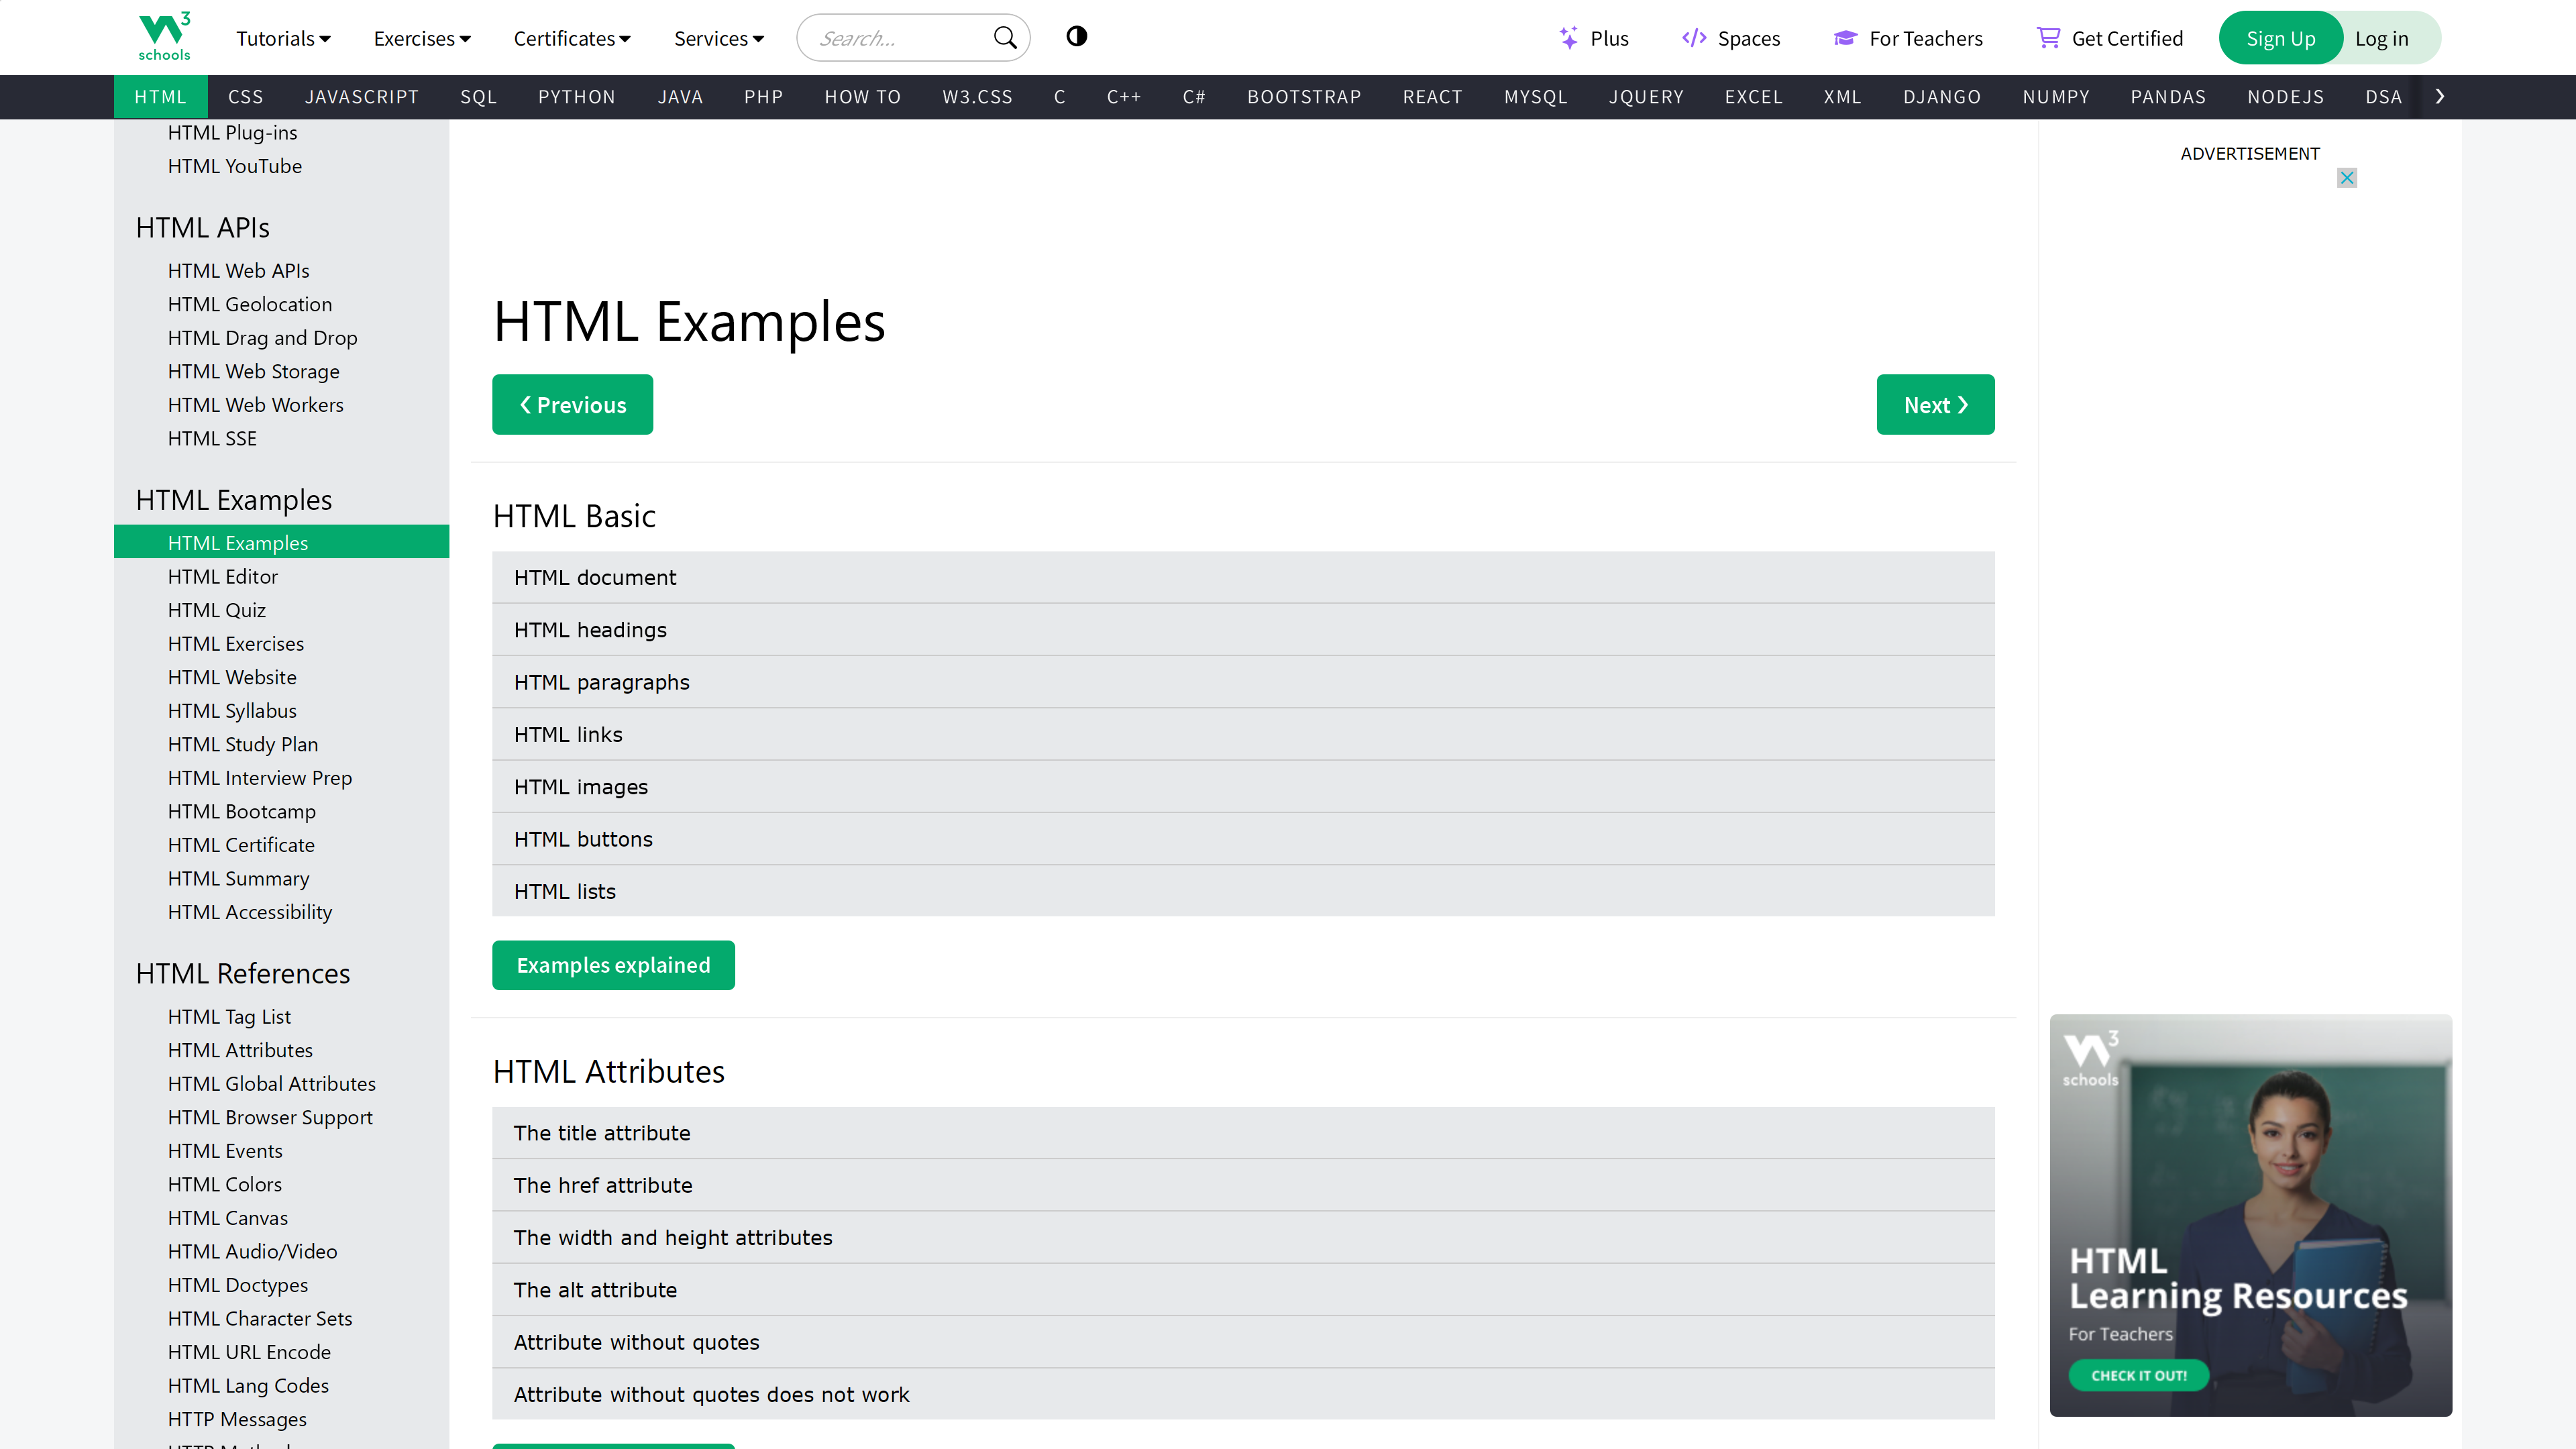 3
schools
Tutorials
Exercises
Certificates
Services
Search...
Plus
Spaces
For Teachers
Get Certified
Sign Up
Log in
HTML CSS JAVASCRIPT SQL PYTHON JAVA PHP HOW TO W3.CSS C C++ C# BOOTSTRAP REACT MYSQL JQUERY EXCEL XML DJANGO NUMPY PANDAS NODEJS DSA
HTML Plug-ins
HTML YouTube
HTML APIs
HTML Web APIs
HTML Geolocation
HTML Drag and Drop
HTML Web Storage
HTML Web Workers
HTML SSE
HTML Examples
HTML Examples
HTML Editor
HTML Quiz
HTML Exercises
HTML Website
HTML Syllabus
HTML Study Plan
HTML Interview Prep
HTML Bootcamp
HTML Certificate
HTML Summary
HTML Accessibility
HTML References
HTML Tag List
HTML Attributes
HTML Global Attributes
HTML Browser Support
HTML Events
HTML Colors
HTML Canvas
HTML Audio/Video
HTML Doctypes
HTML Character Sets
HTML URL Encode
HTML Lang Codes
HTTP Messages
HTML Examples
❮ Previous
Next ❯
HTML Basic
HTML document
HTML headings
HTML paragraphs
HTML links
HTML images
HTML buttons
HTML lists
Examples explained
HTML Attributes
The title attribute
The href attribute
The width and height attributes
The alt attribute
Attribute without quotes
Attribute without quotes does not work
ADVERTISEMENT
3
schools
HTML
Learning Resources
For Teachers
CHECK IT OUT!